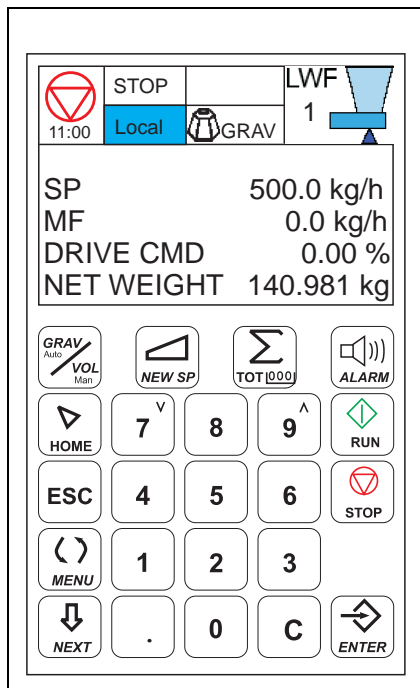 STOP LWF
11:00 Local GRAV 1
SP 500.0 kg/h
MF 0.0 kg/h
DRIVE CMD 0.00 %
NET WEIGHT 140.981 kg
GRAV
Auto
VOL
Man
NEW SP
TOT 000
ALARM
HOME 7 ˅ 8 9 ˄ RUN
ESC 4 5 6 STOP
MENU 1 2 3
NEXT . 0 C ENTER